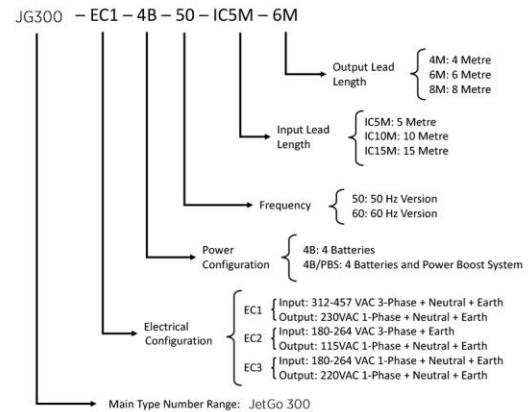 JG300 – EC1 - 4B – 50 – IC5M – 6M
Output Lead
Length
4M: 4 Metre
6M: 6 Metre
8M: 8 Metre
Input Lead
Length
IC5M: 5 Metre
IC10M: 10 Metre
IC15M: 15 Metre
Frequency
50: 50 Hz Version
60: 60 Hz Version
Power
Configuration
4B: 4 Batteries
4B/PBS: 4 Batteries and Power Boost System
Electrical
Configuration
EC1
Input: 312-457 VAC 3-Phase + Neutral + Earth
Output: 230VAC 1-Phase + Neutral + Earth
EC2
Input: 180-264 VAC 3-Phase + Earth
Output: 115VAC 1-Phase + Neutral + Earth
EC3
Input: 180-264 VAC 1-Phase + Neutral + Earth
Output: 220VAC 1-Phase + Neutral + Earth
Main Type Number Range: JetGo 300